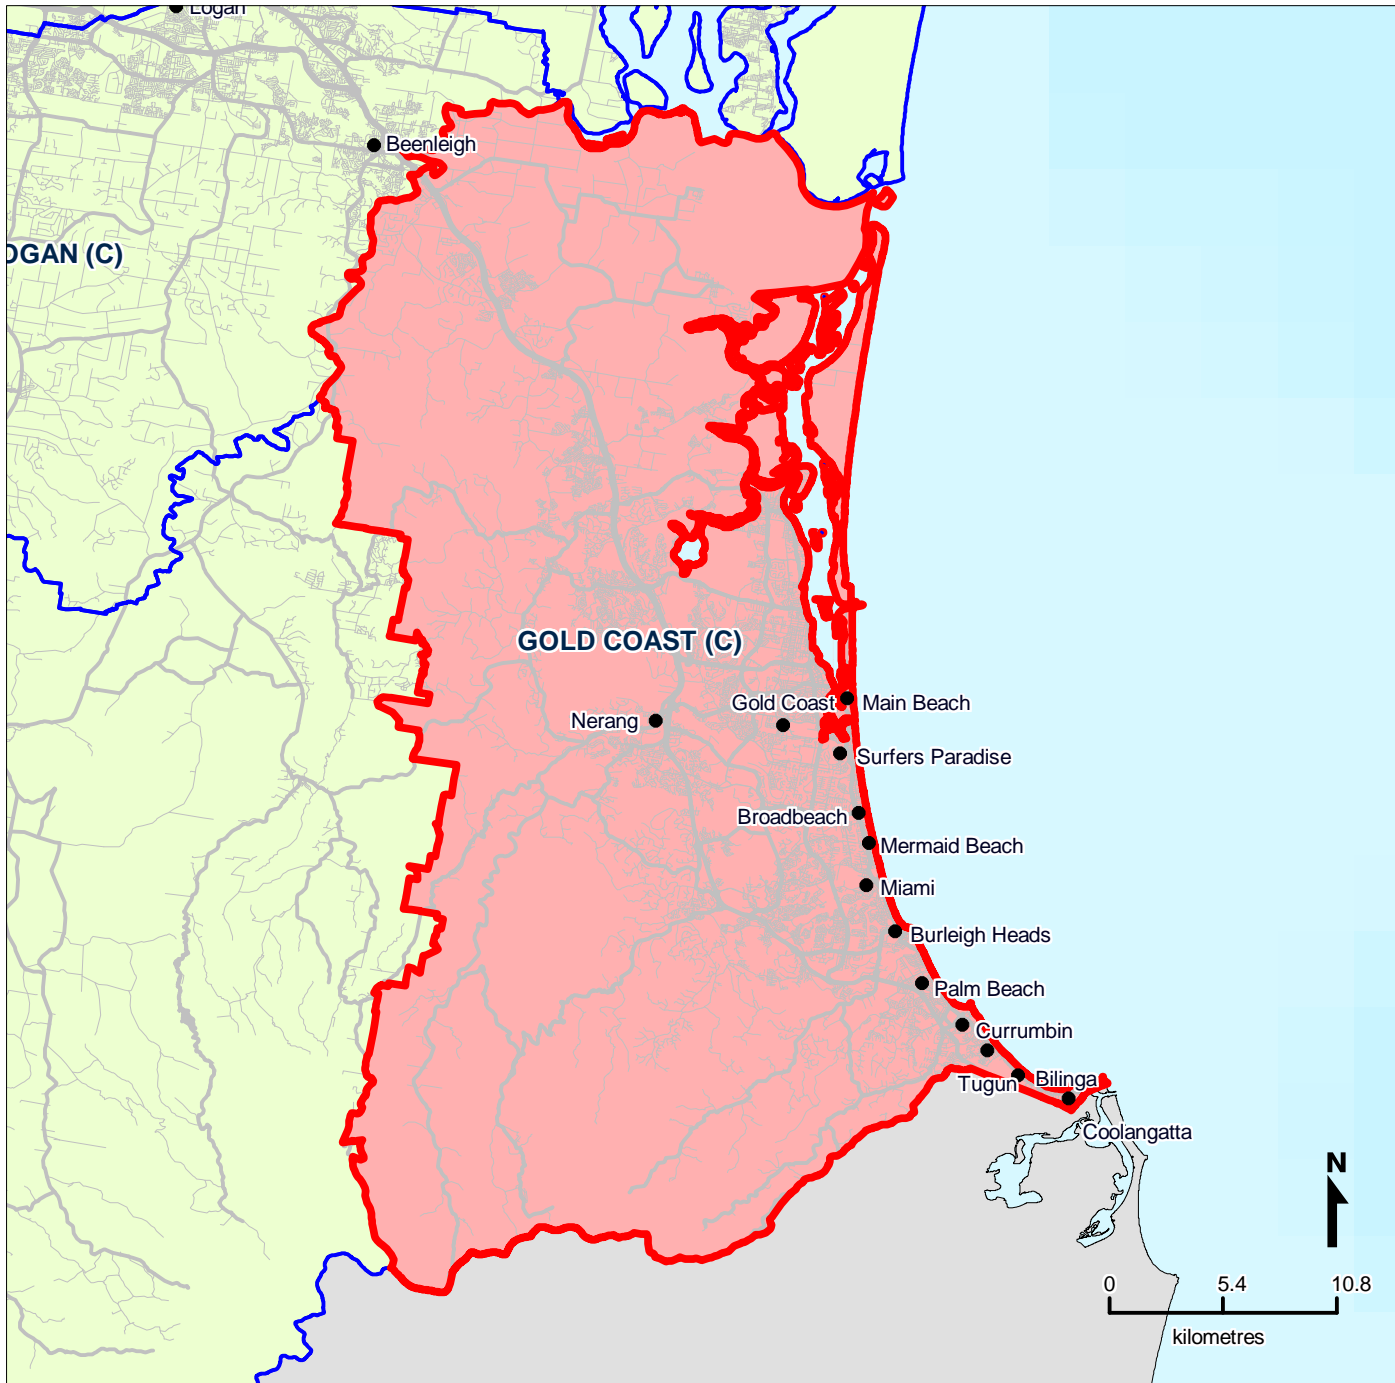 Logan
Beenleigh
OGAN (C)
GOLD COAST (C)
Gold Coast
Main Beach
Nerang
Surfers Paradise
Broadbeach
Mermaid Beach
Miami
Burleigh Heads
Palm Beach
Currumbin
Tugun
Bilinga
Coolangatta
N
0 5.4 10.8
kilometres